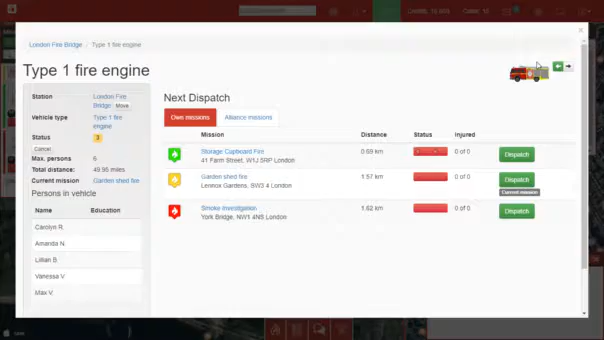 London Fire Bridge / Type 1 fire engine
Type 1 fire engine
Station London Fire
Bridge Move
Vehicle type Type 1 fire
engine
Status 3
Cancel
Max. persons 6
Total distance: 49.95 miles
Current mission Garden shed fire
Persons in vehicle
Name Education
Carolyn R.
Amanda N.
Lillian B.
Vanessa V.
Max V.
Next Dispatch
Own missions Alliance missions
Mission Distance Status Injured
Storage Cupboard Fire 0.69 km 0 of 0 Dispatch
41 Farm Street, W1J 5RP London
Garden shed fire 1.57 km 0 of 0 Dispatch
Lennox Gardens, SW3 4 London Current mission
Smoke Investigation 1.62 km 0 of 0 Dispatch
York Bridge, NW1 4NS London